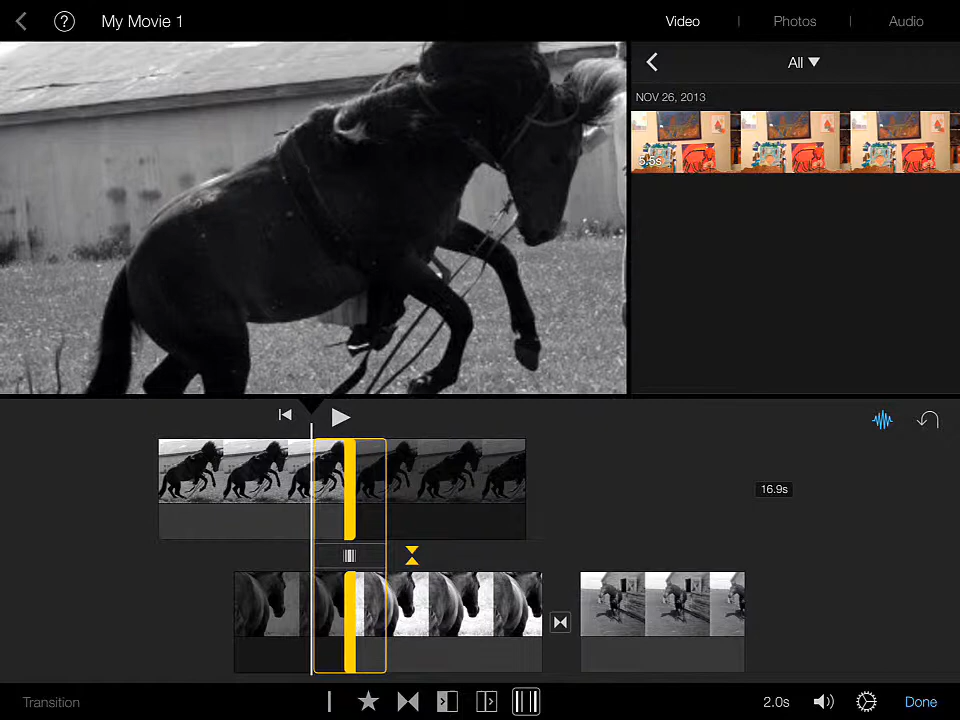 My Movie 1
Video
Photos
Audio
All
NOV 26, 2013
5.5s
16.9s
Transition
2.0s
Done